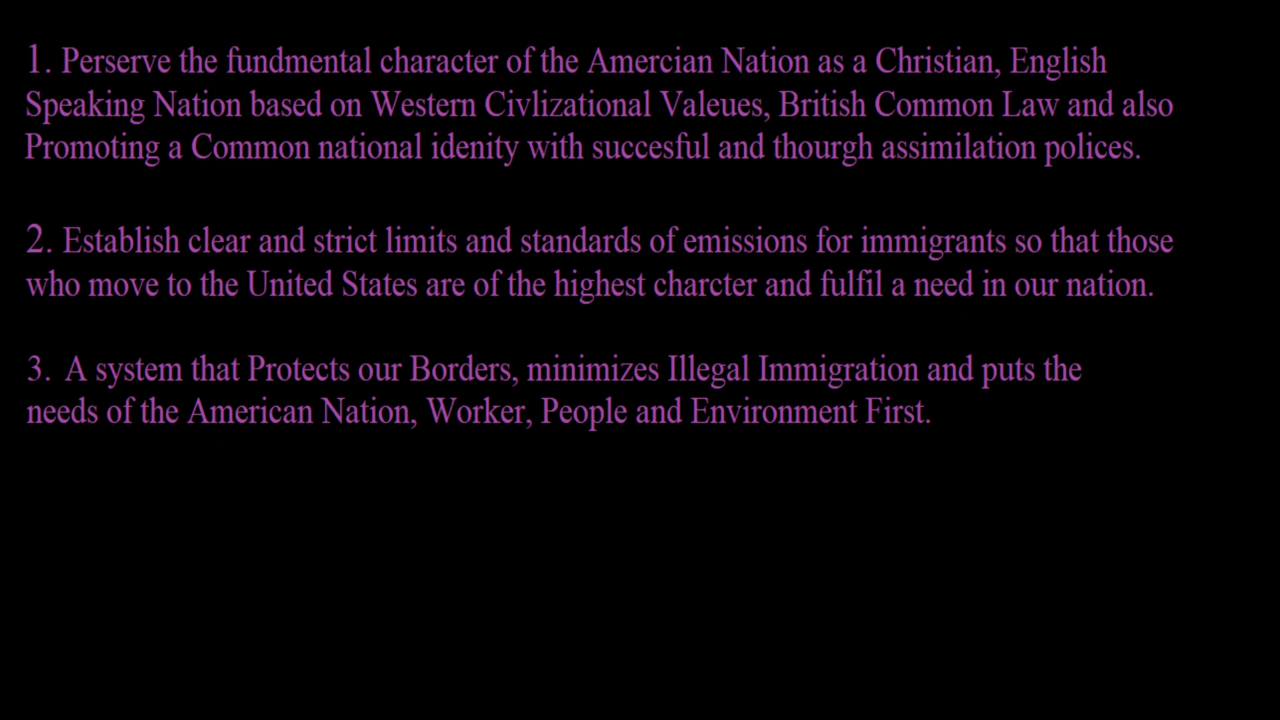 1. Perserve the fundmental character of the Amercian Nation as a Christian, English
Speaking Nation based on Western Civlizational Valeues, British Common Law and also
Promoting a Common national idenity with succesful and thourgh assimilation polices.
2. Establish clear and strict limits and standards of emissions for immigrants so that those
who move to the United States are of the highest charcter and fulfil a need in our nation.
3. A system that Protects our Borders, minimizes Illegal Immigration and puts the
needs of the American Nation, Worker, People and Environment First.